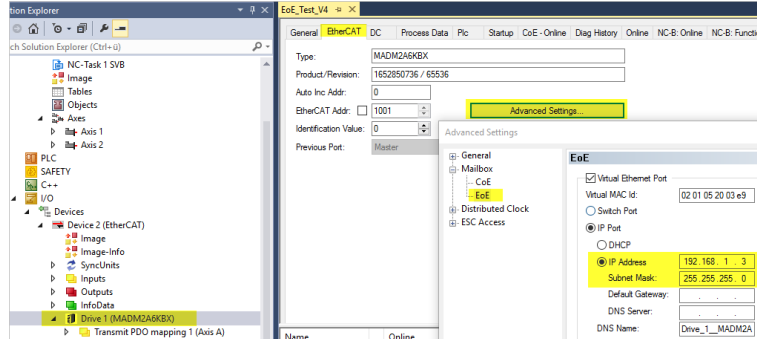 tion Explorer
EoE_Test_V4
ch Solution Explorer (Ctrl+ü)
NC-Task 1 SVB
Image
Tables
Objects
Axes
Axis 1
Axis 2
PLC
SAFETY
C++
I/O
Devices
Device 2 (EtherCAT)
Image
Image-Info
SyncUnits
Inputs
Outputs
InfoData
Drive 1 (MADM2A6KBX)
Transmit PDO mapping 1 (Axis A)
General EtherCAT DC Process Data Plc Startup CoE - Online Diag History Online NC-B: Online NC-B: Functi
Type: MADM2A6KBX
Product/Revision: 1652850736 / 65536
Auto Inc Addr: 0
EtherCAT Addr: 1001 Advanced Settings...
Identification Value: 0
Previous Port: Master
Name Online
Advanced Settings
General
Mailbox
CoE
EoE
Distributed Clock
ESC Access
EoE
Virtual Ethernet Port
Virtual MAC Id: 02 01 05 20 03 e9
Switch Port
IP Port
DHCP
IP Address 192.168. 1 . 3
Subnet Mask: 255.255.255. 0
Default Gateway: . . .
DNS Server: . . .
DNS Name: Drive_1__MADM2A